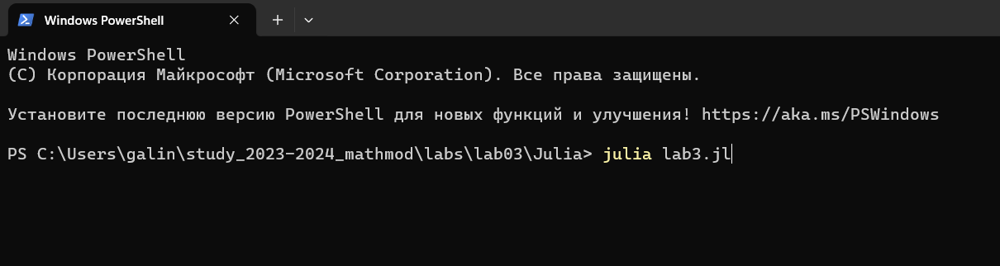 Windows PowerShell
Windows PowerShell
(C) Корпорация Майкрософт (Microsoft Corporation). Все права защищены.
Установите последнюю версию PowerShell для новых функций и улучшения! https://aka.ms/PSWindows
PS C:\Users\galin\study_2023-2024_mathmod\labs\lab03\Julia> julia lab3.jl